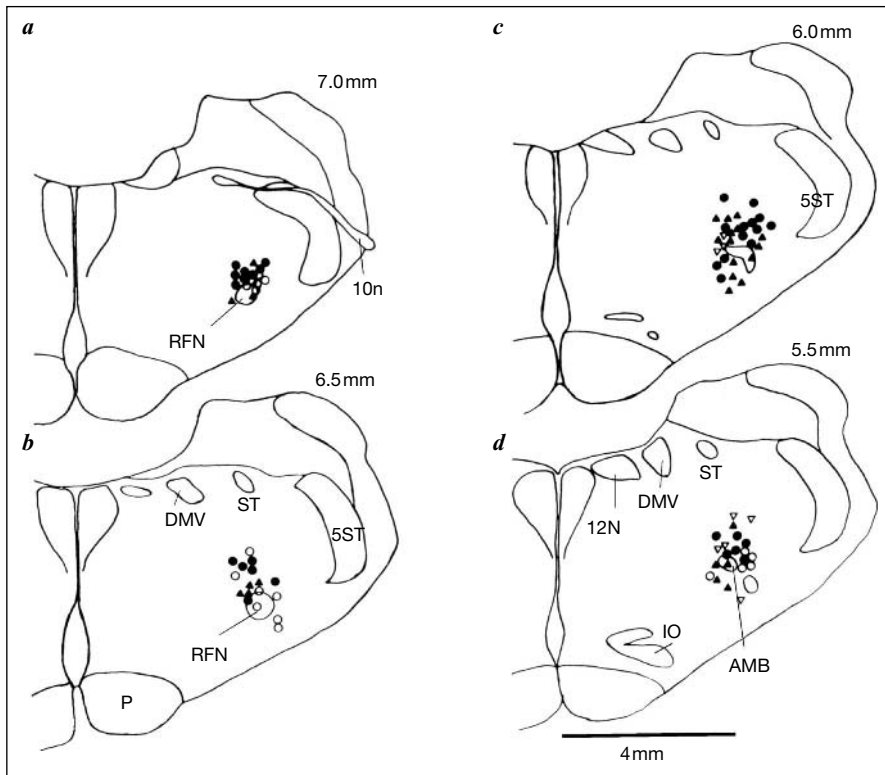 a
7.0 mm
10n
RFN
b
6.5 mm
DMV
ST
5ST
RFN
P
c
6.0 mm
5ST
d
5.5 mm
12N
DMV
ST
IO
AMB
4 mm